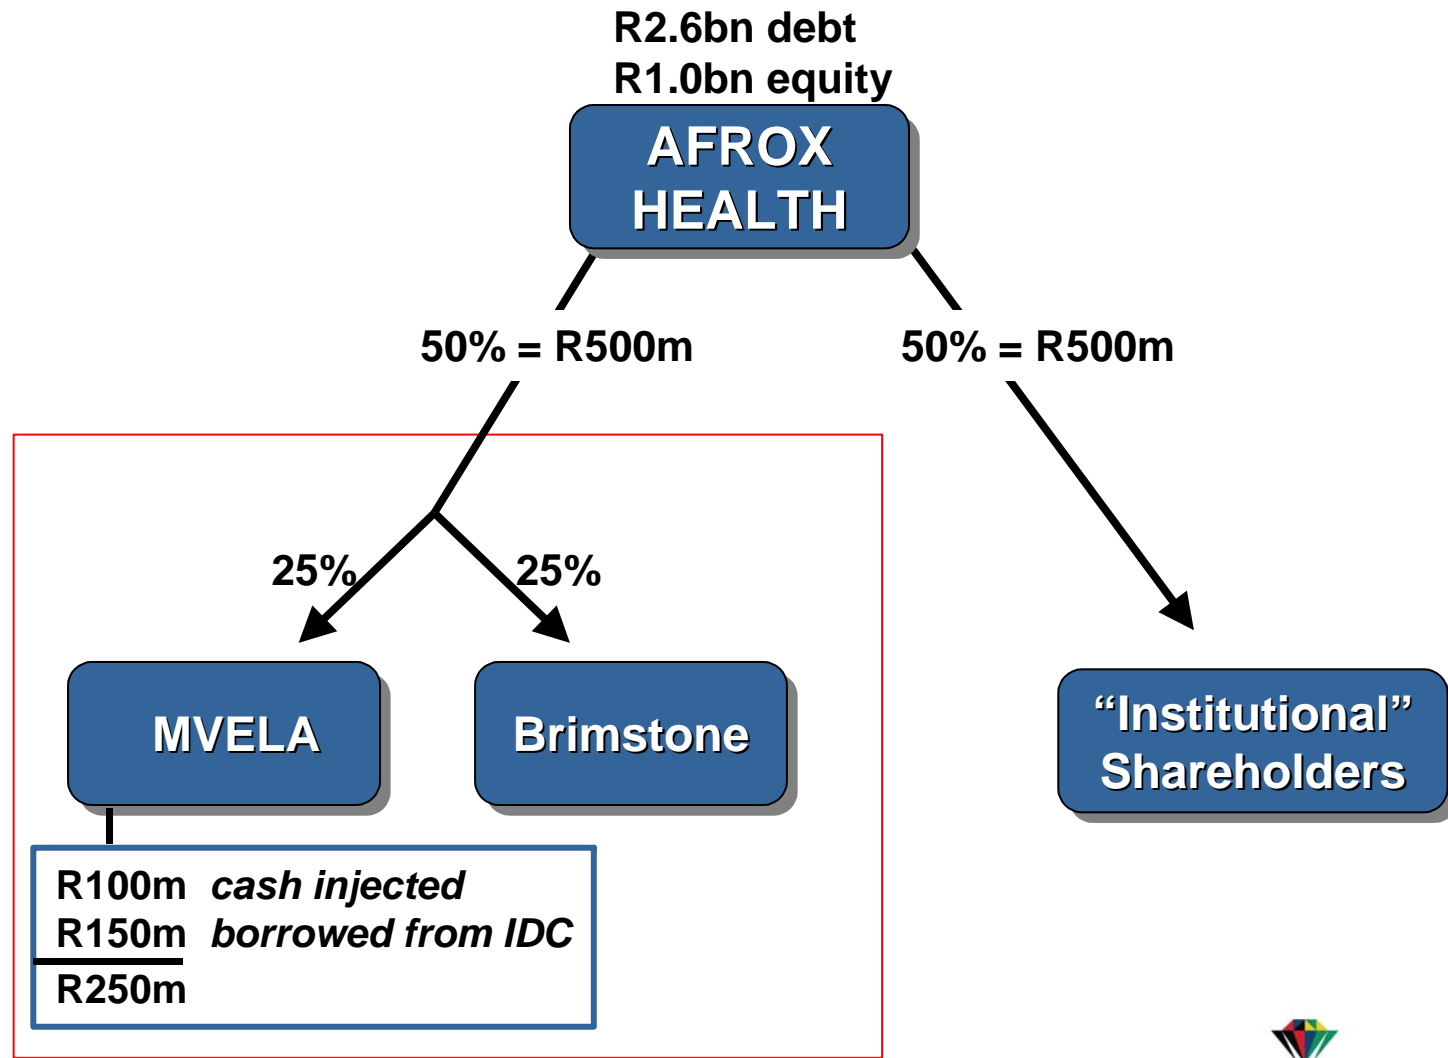 R2.6bn debt
R1.0bn equity
AFROX
HEALTH
50% = R500m
50% = R500m
25%
25%
MVELA
Brimstone
“Institutional”
Shareholders
R100m cash injected
R150m borrowed from IDC
R250m